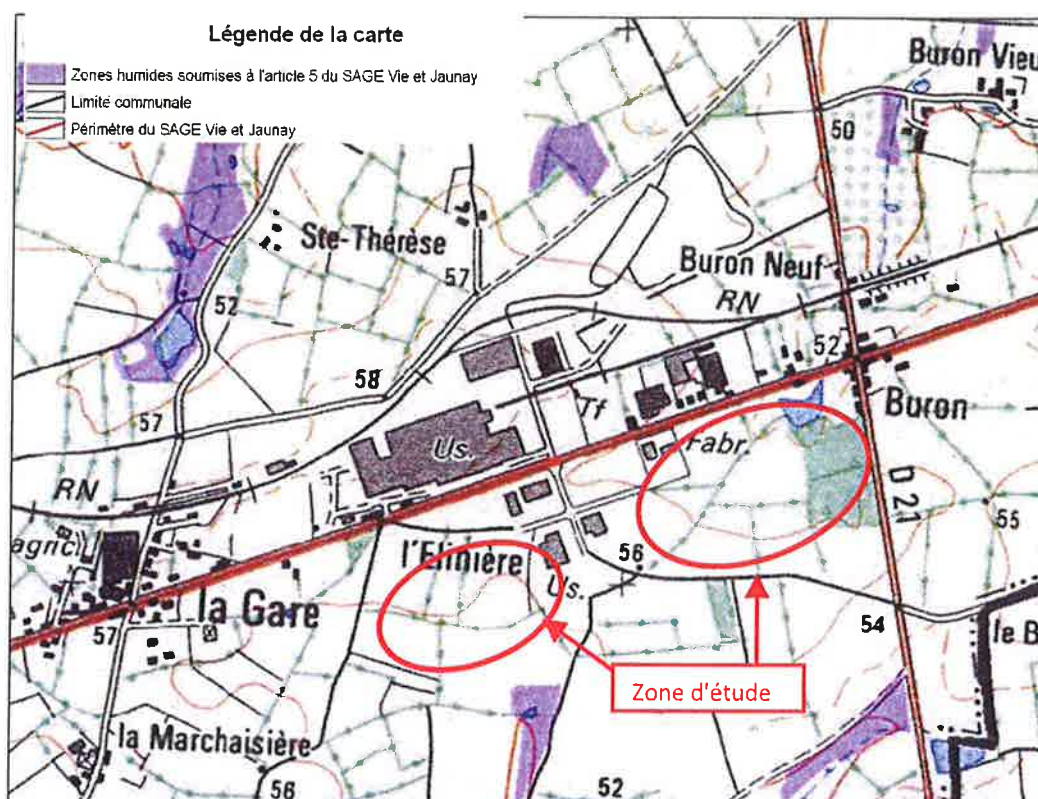 Légende de la carte
Zones humides soumises à l'article 5 du SAGE Vie et Jaunay
Limité communale
Périmètre du SAGE Vie et Jaunay
Buron Vieu
50
Ste-Thérèse
57
52
Buron Neuf
RN
58
52
57
Tf
Us.
Fabr.
Buron
RN
agric.
D 21
55
l'Elinière
56
Us.
la Gare
57
54
le B
Zone d'étude
la Marchaisière
56
52